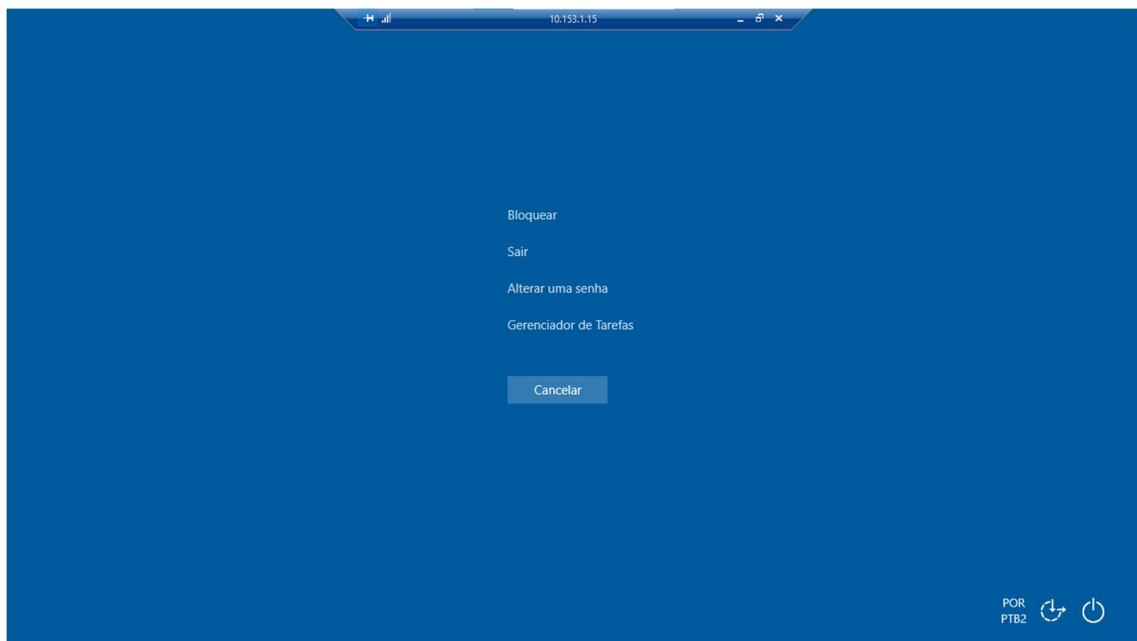 10.153.1.15
Bloquear
Sair
Alterar uma senha
Gerenciador de Tarefas
Cancelar
POR
PTB2